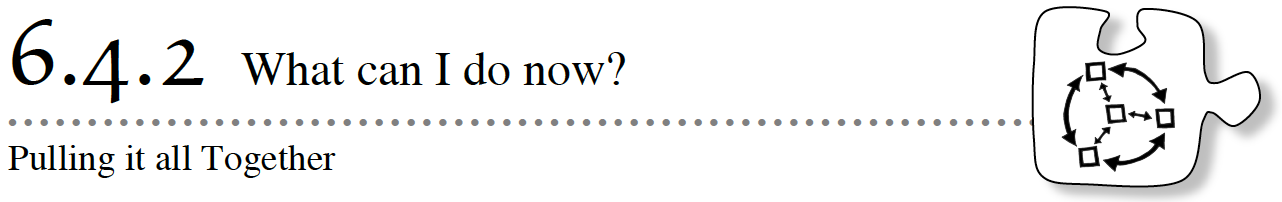 6.4.2 What can I do now?
Pulling it all Together